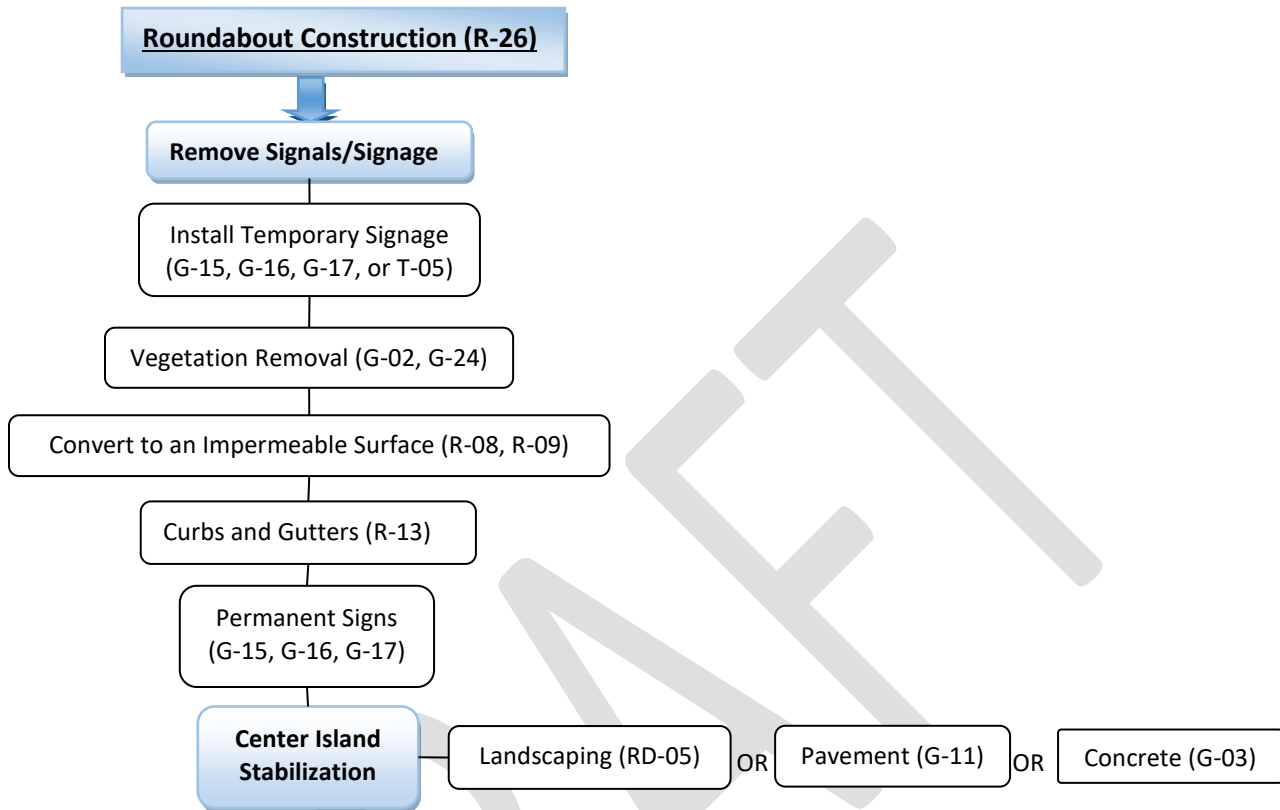 Roundabout Construction (R-26)
Remove Signals/Signage
Install Temporary Signage
(G-15, G-16, G-17, or T-05)
Vegetation Removal (G-02, G-24)
Convert to an Impermeable Surface (R-08, R-09)
Curbs and Gutters (R-13)
Permanent Signs
(G-15, G-16, G-17)
Center Island
Stabilization
Landscaping (RD-05) OR Pavement (G-11) OR Concrete (G-03)
DRAFT